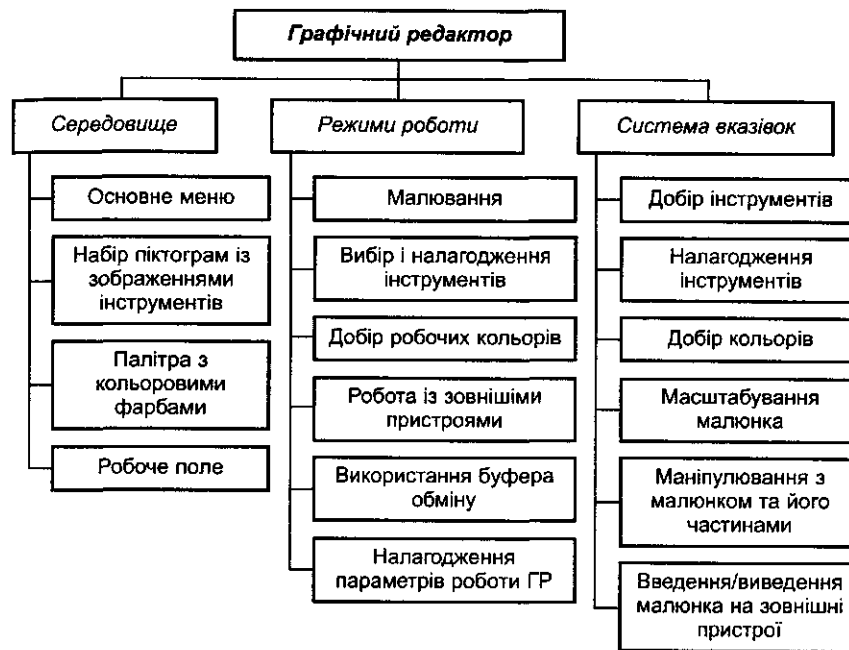 Графічний редактор
Середовище
Основне меню
Набір піктограм із
зображеннями
інструментів
Палітра з
кольоровими
фарбами
Робоче поле
Режими роботи
Малювання
Вибір і налагодження
інструментів
Добір робочих кольорів
Робота із зовнішіми
пристроями
Використання буфера
обміну
Налагодження
параметрів роботи ГР
Система вказівок
Добір інструментів
Налагодження
інструментів
Добір кольорів
Масштабування
малюнка
Маніпулювання з
малюнком та його
частинами
Введення/виведення
малюнка на зовнішні
пристрої